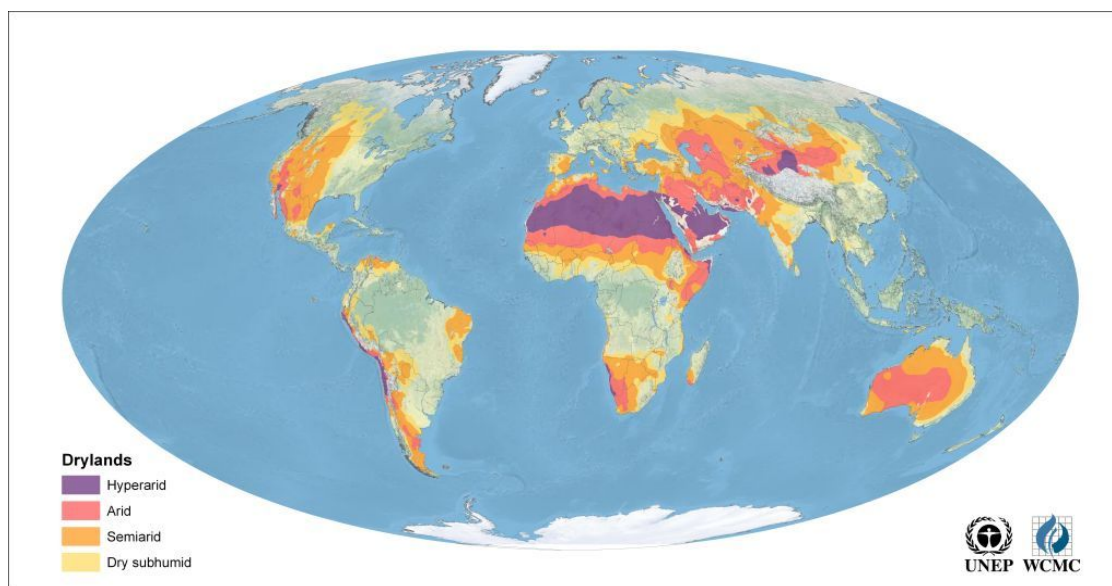 Drylands
Hyperarid
Arid
Semiarid
Dry subhumid
UNEP WCMC